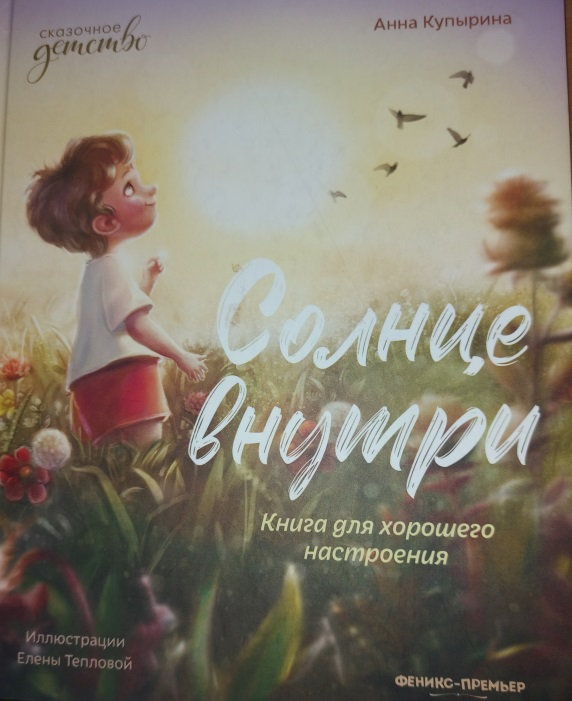 сказочное
детство
Анна Купырина
Солнце
внутри
Книга для хорошего
настроения
Иллюстрации
Елены Тепловой
ФЕНИКС-ПРЕМЬЕР